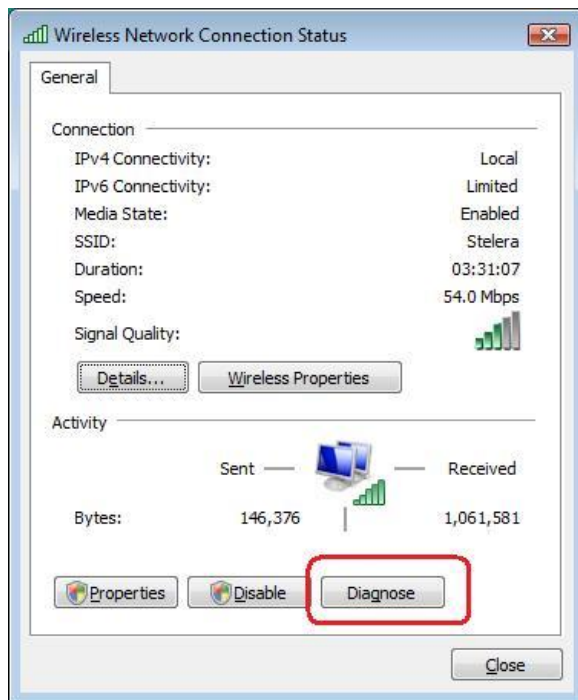 Wireless Network Connection Status
General
Connection
IPv4 Connectivity: Local
IPv6 Connectivity: Limited
Media State: Enabled
SSID: Stelera
Duration: 03:31:07
Speed: 54.0 Mbps
Signal Quality:
Details... Wireless Properties
Activity
Sent Received
Bytes: 146,376 1,061,581
Properties Disable Diagnose
Close